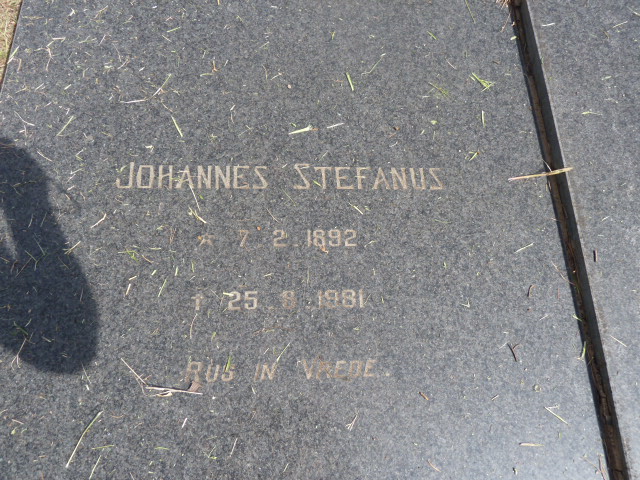 JOHANNES STEFANUS
* 7 2 1892
† 25 8 1981
RUS IN VREDE.